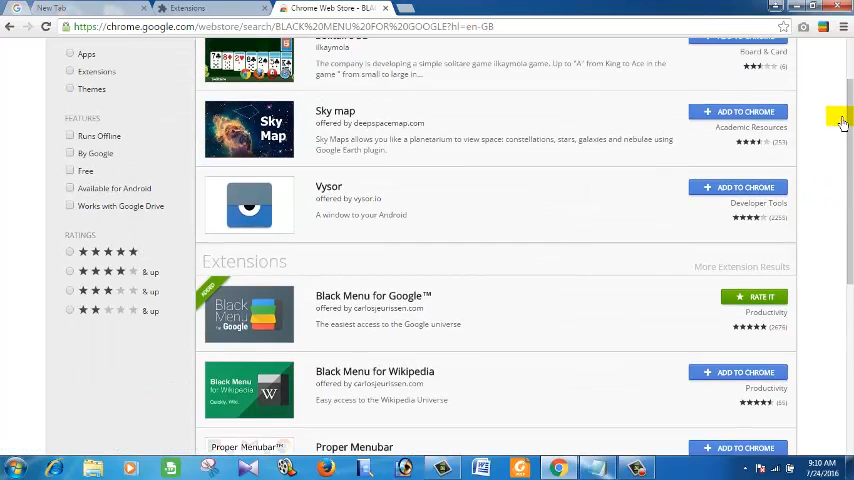 New Tab
Extensions
Chrome Web Store - BLA
https://chrome.google.com/webstore/search/BLACK%20MENU%20FOR%20GOOGLE?hl=en-GB
Apps
Extensions
Themes
FEATURES
Runs Offline
By Google
Free
Available for Android
Works with Google Drive
RATINGS
& up
& up
& up
ilkaymola
The company is developing a simple solitare game ilkaymola game. Up to "A" from King to Ace in the
game " from small to large in...
Board & Card
(6)
Sky Map
Sky map
offered by deepspacemap.com
Sky Maps allows you like a planetarium to view space: constellations, stars, galaxies and nebulae using
Google Earth plugin.
ADD TO CHROME
Academic Resources
(253)
Vysor
offered by vysor.io
A window to your Android
ADD TO CHROME
Developer Tools
(2255)
Extensions
More Extension Results
ADDED
Black Menu
for Google
Black Menu for Google™
offered by carlosjeurissen.com
The easiest access to the Google universe
RATE IT
Productivity
(2676)
Black Menu
for Wikipedia
Quickly, Wiki.
W
Black Menu for Wikipedia
offered by carlosjeurissen.com
Easy access to the Wikipedia Universe
ADD TO CHROME
Productivity
(55)
Proper Menubar™
Proper Menubar
ADD TO CHROME
9:10 AM
7/24/2016